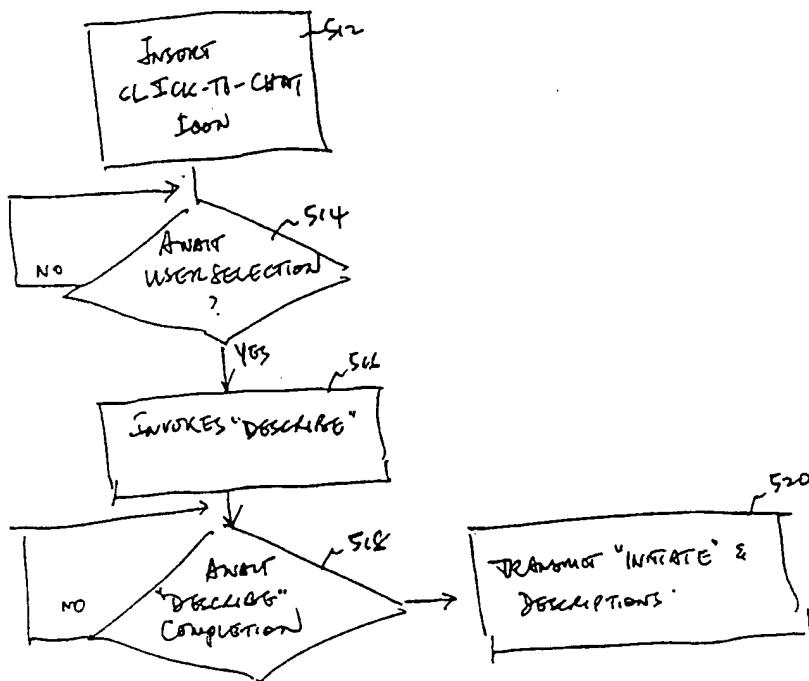 512
INSERT
CLICK-TO-CHAT
ICON
514
AWAIT
USER SELECTION
?
NO
YES
516
INVOKES "DESCRIBE"
518
AWAIT
"DESCRIBE"
COMPLETION
NO
520
TRANSMIT "INITIATE" &
DESCRIPTIONS.